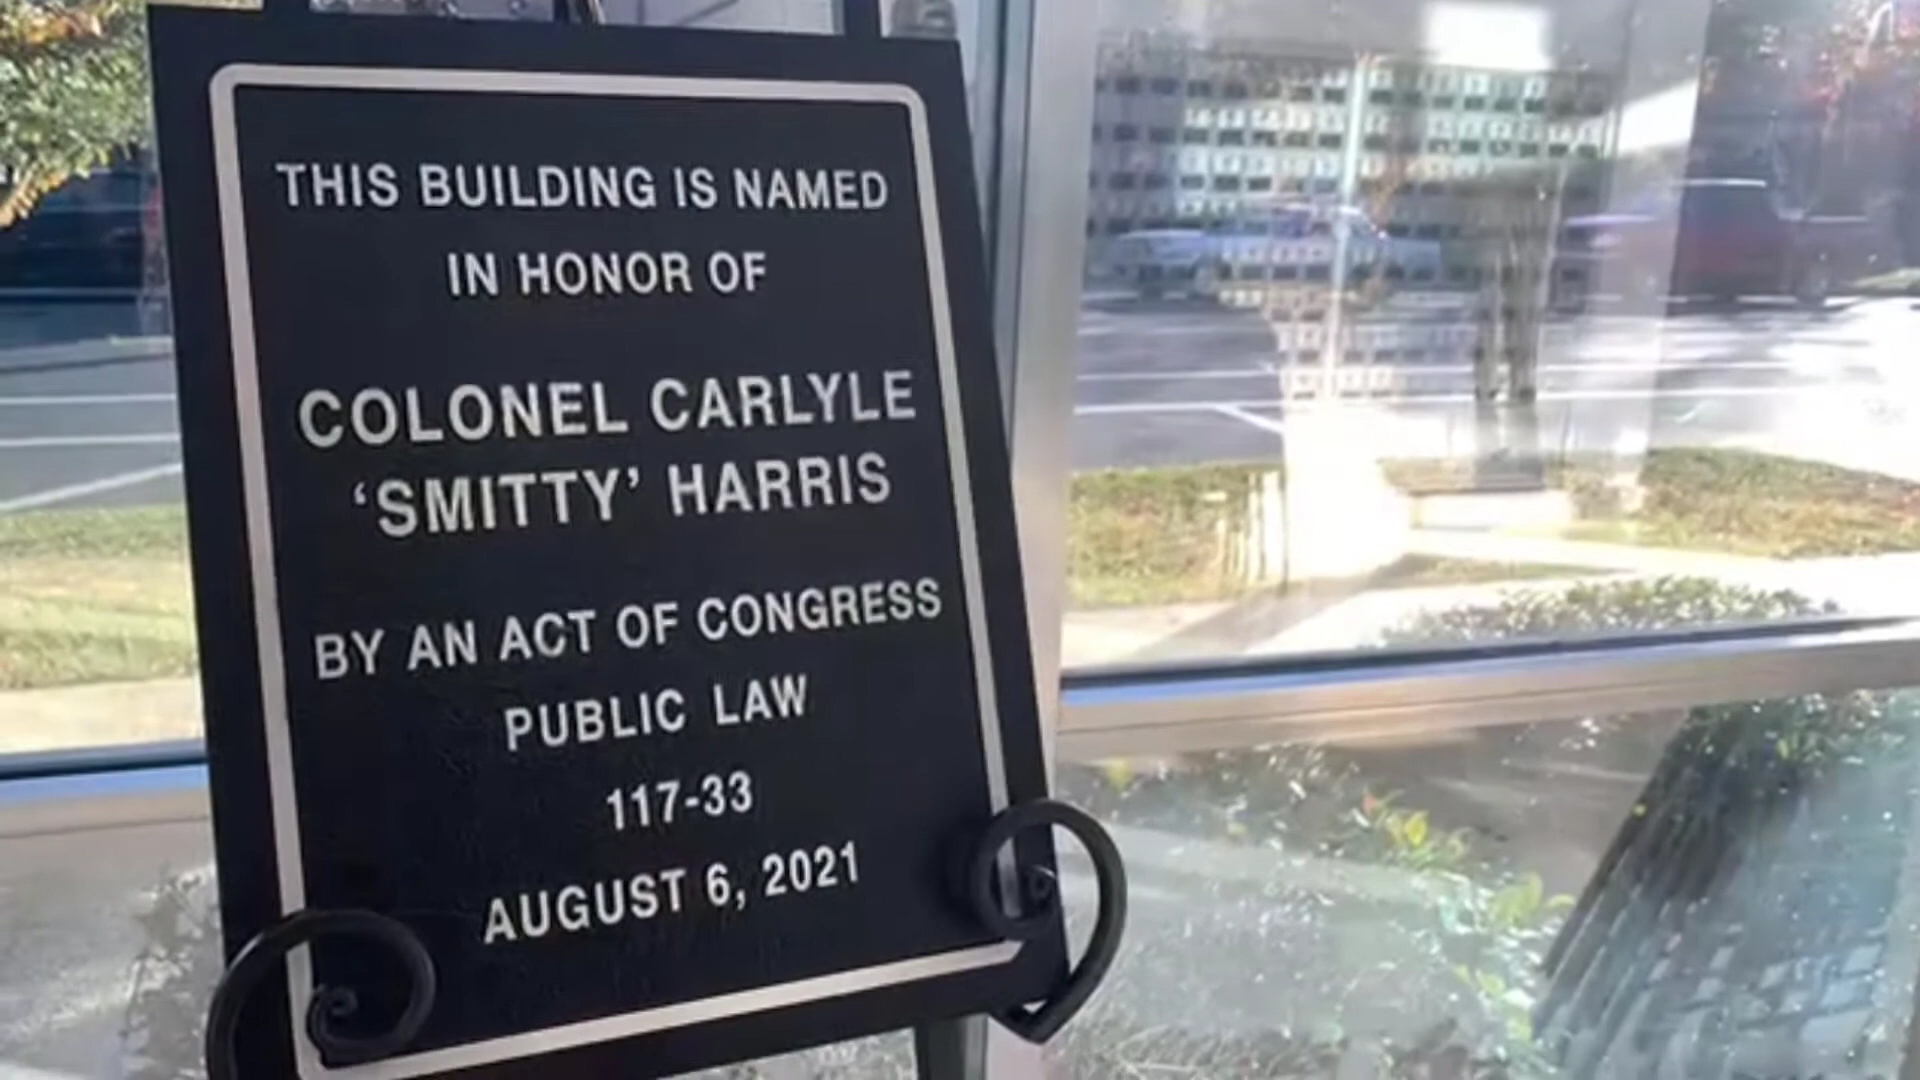 THIS BUILDING IS NAMED
IN HONOR OF
COLONEL CARLYLE
‘SMITTY’ HARRIS
BY AN ACT OF CONGRESS
PUBLIC LAW
117-33
AUGUST 6, 2021